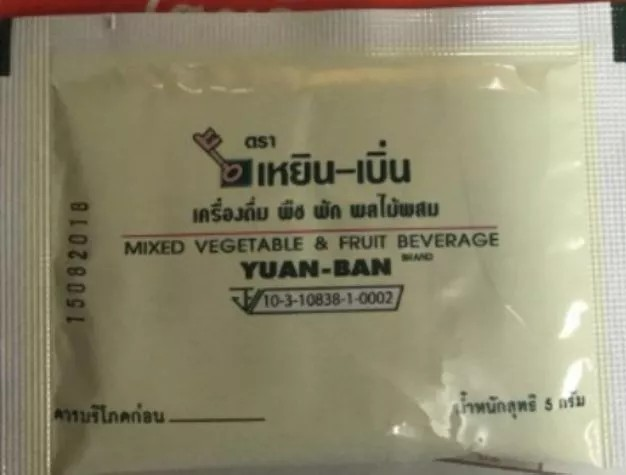 ตรา
เหยิน-เบิ่น
เครื่องดื่ม พืช ผัก ผลไม้ผสม
MIXED VEGETABLE & FRUIT BEVERAGE
YUAN-BAN BRAND
10-3-10838-1-0002
15082018
ควรบริโภคก่อน
น้ำหนักสุทธิ 5 กรัม